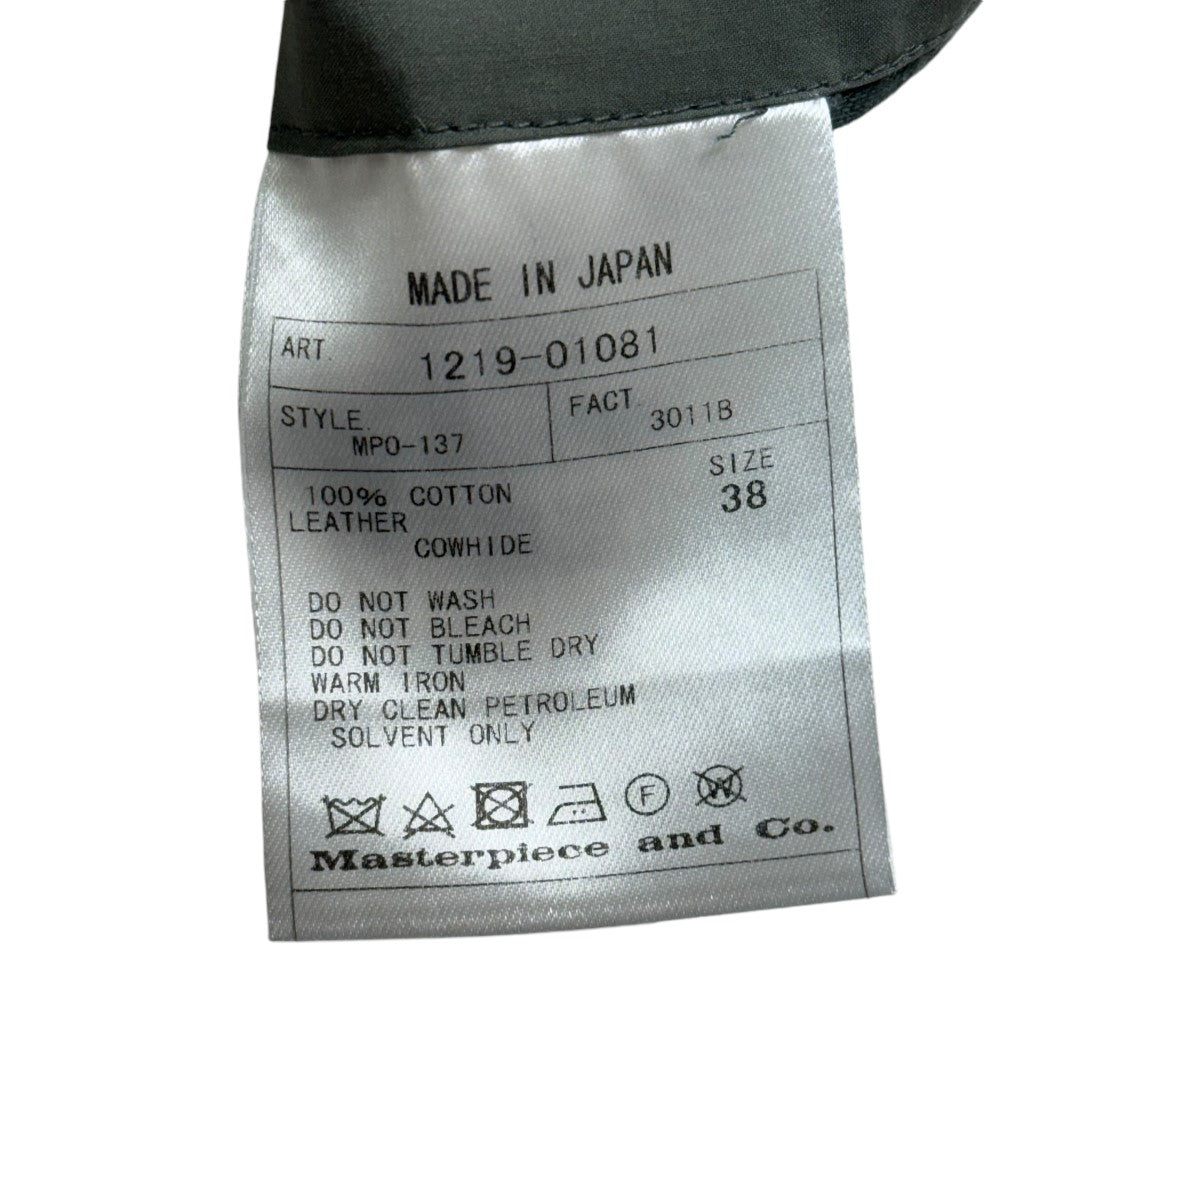 MADE IN JAPAN
ART. 1219-01081
STYLE. MPO-137
FACT. 3011B
SIZE
38
100% COTTON
LEATHER
COWHIDE
DO NOT WASH
DO NOT BLEACH
DO NOT TUMBLE DRY
WARM IRON
DRY CLEAN PETROLEUM
SOLVENT ONLY
F W
Masterpiece and Co.